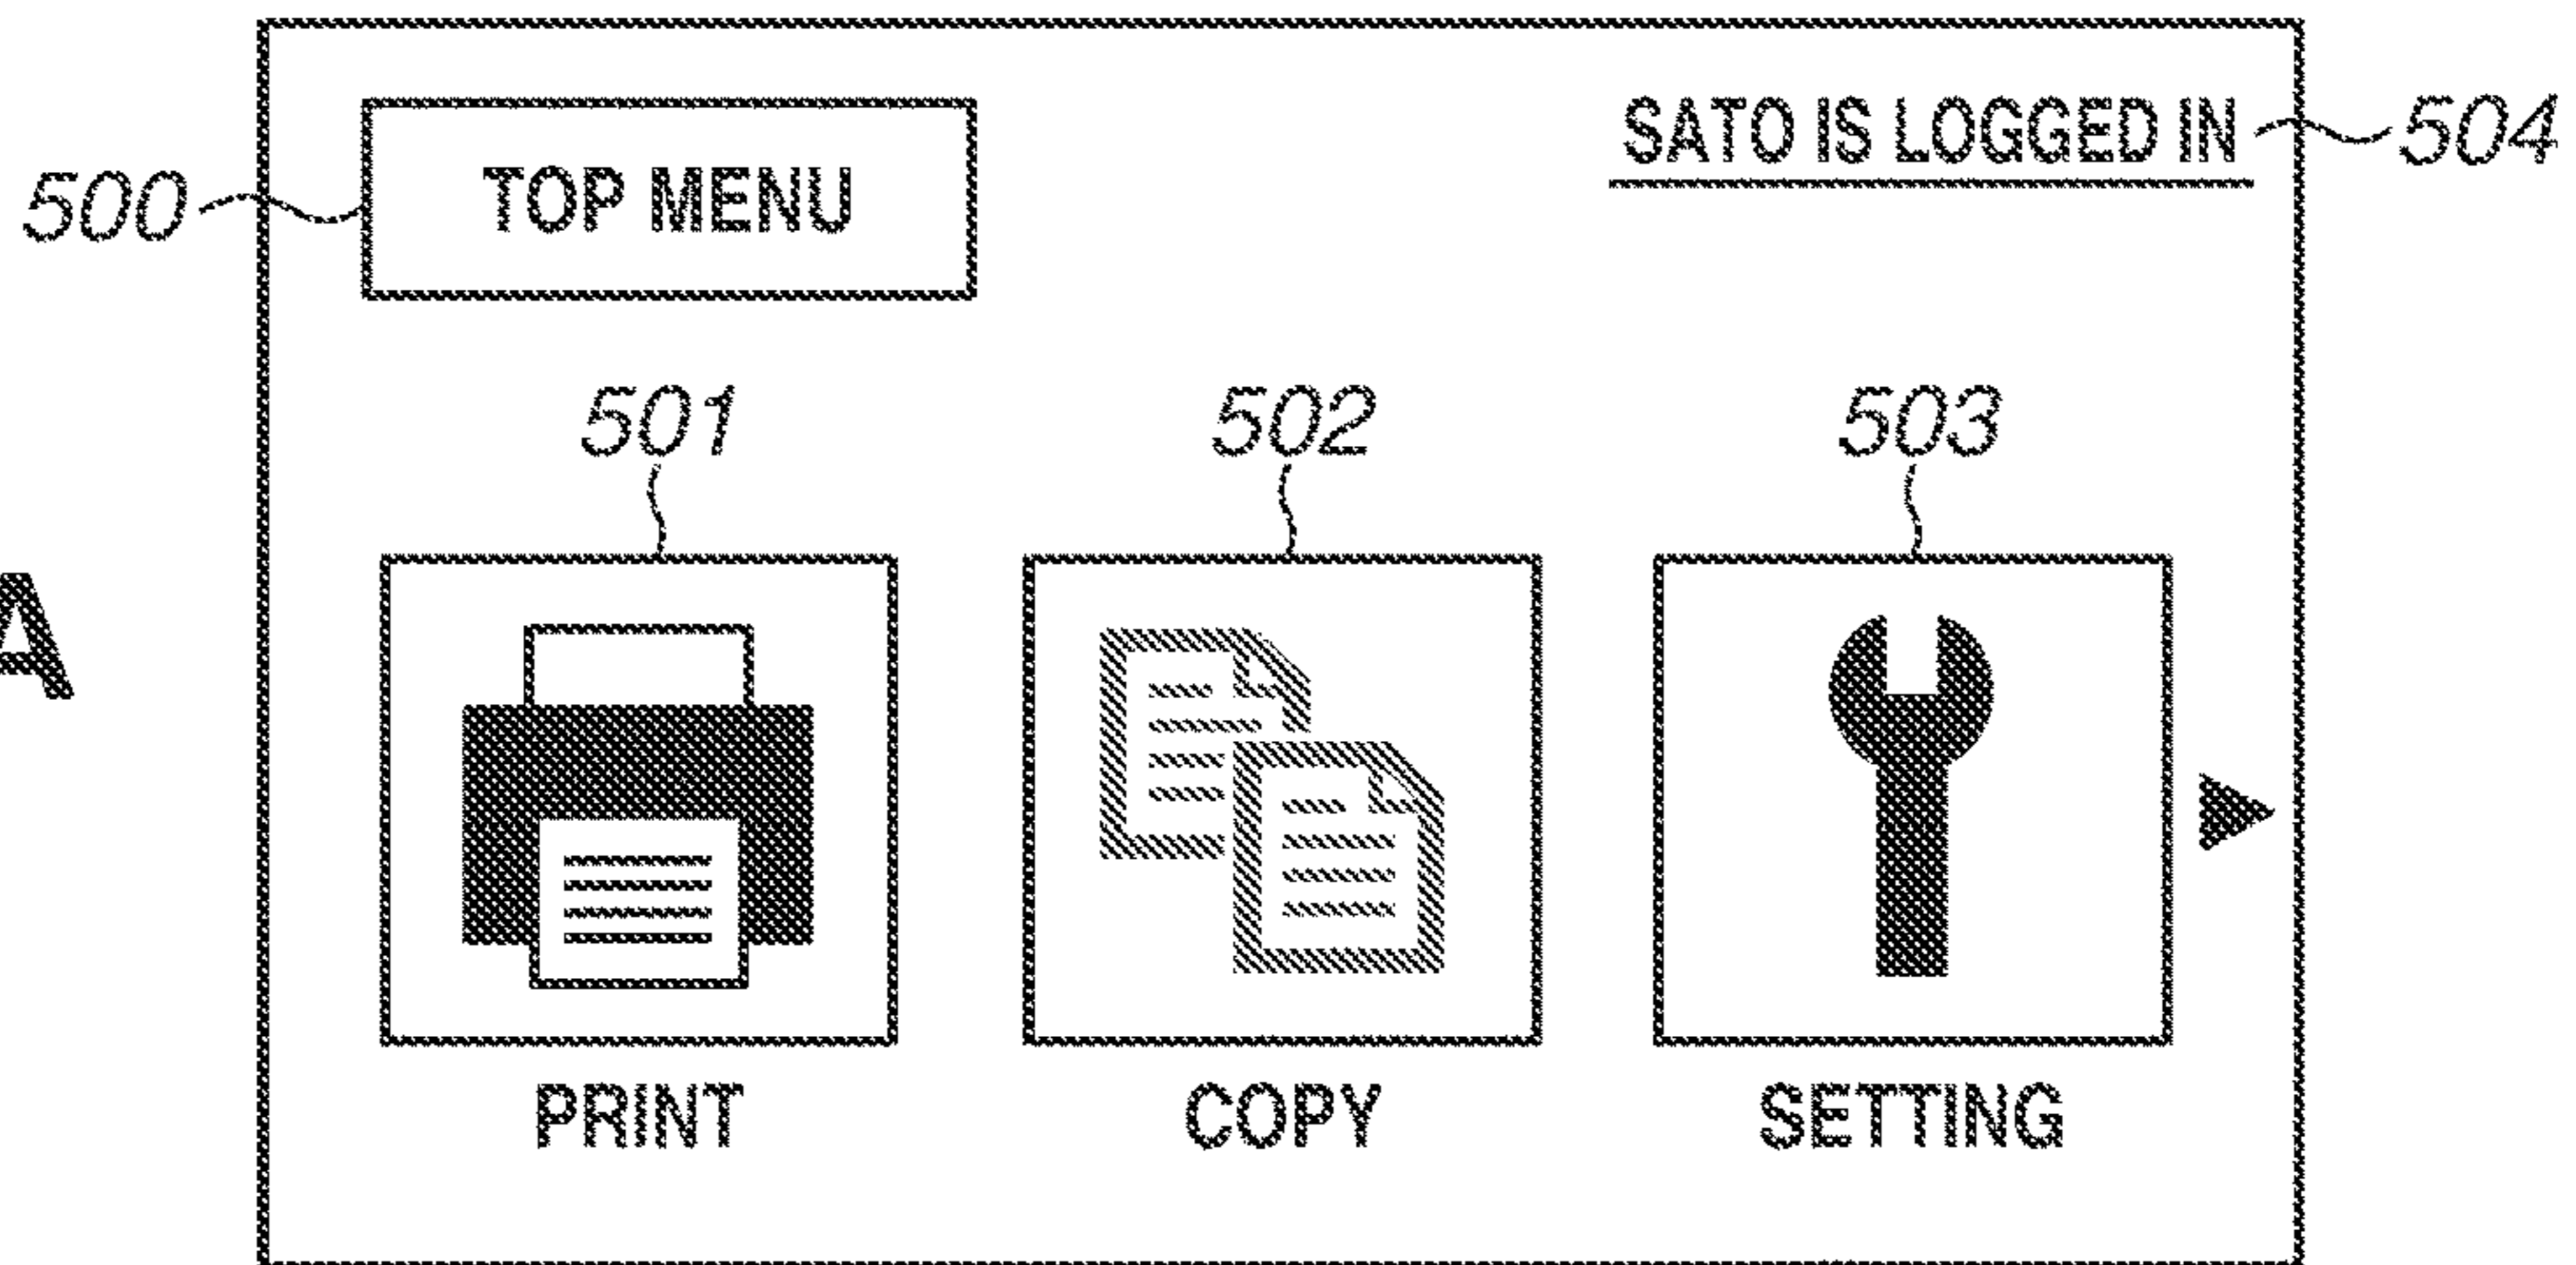 SATO IS LOGGED IN 504
500 TOP MENU
501 502 503
A
PRINT COPY SETTING